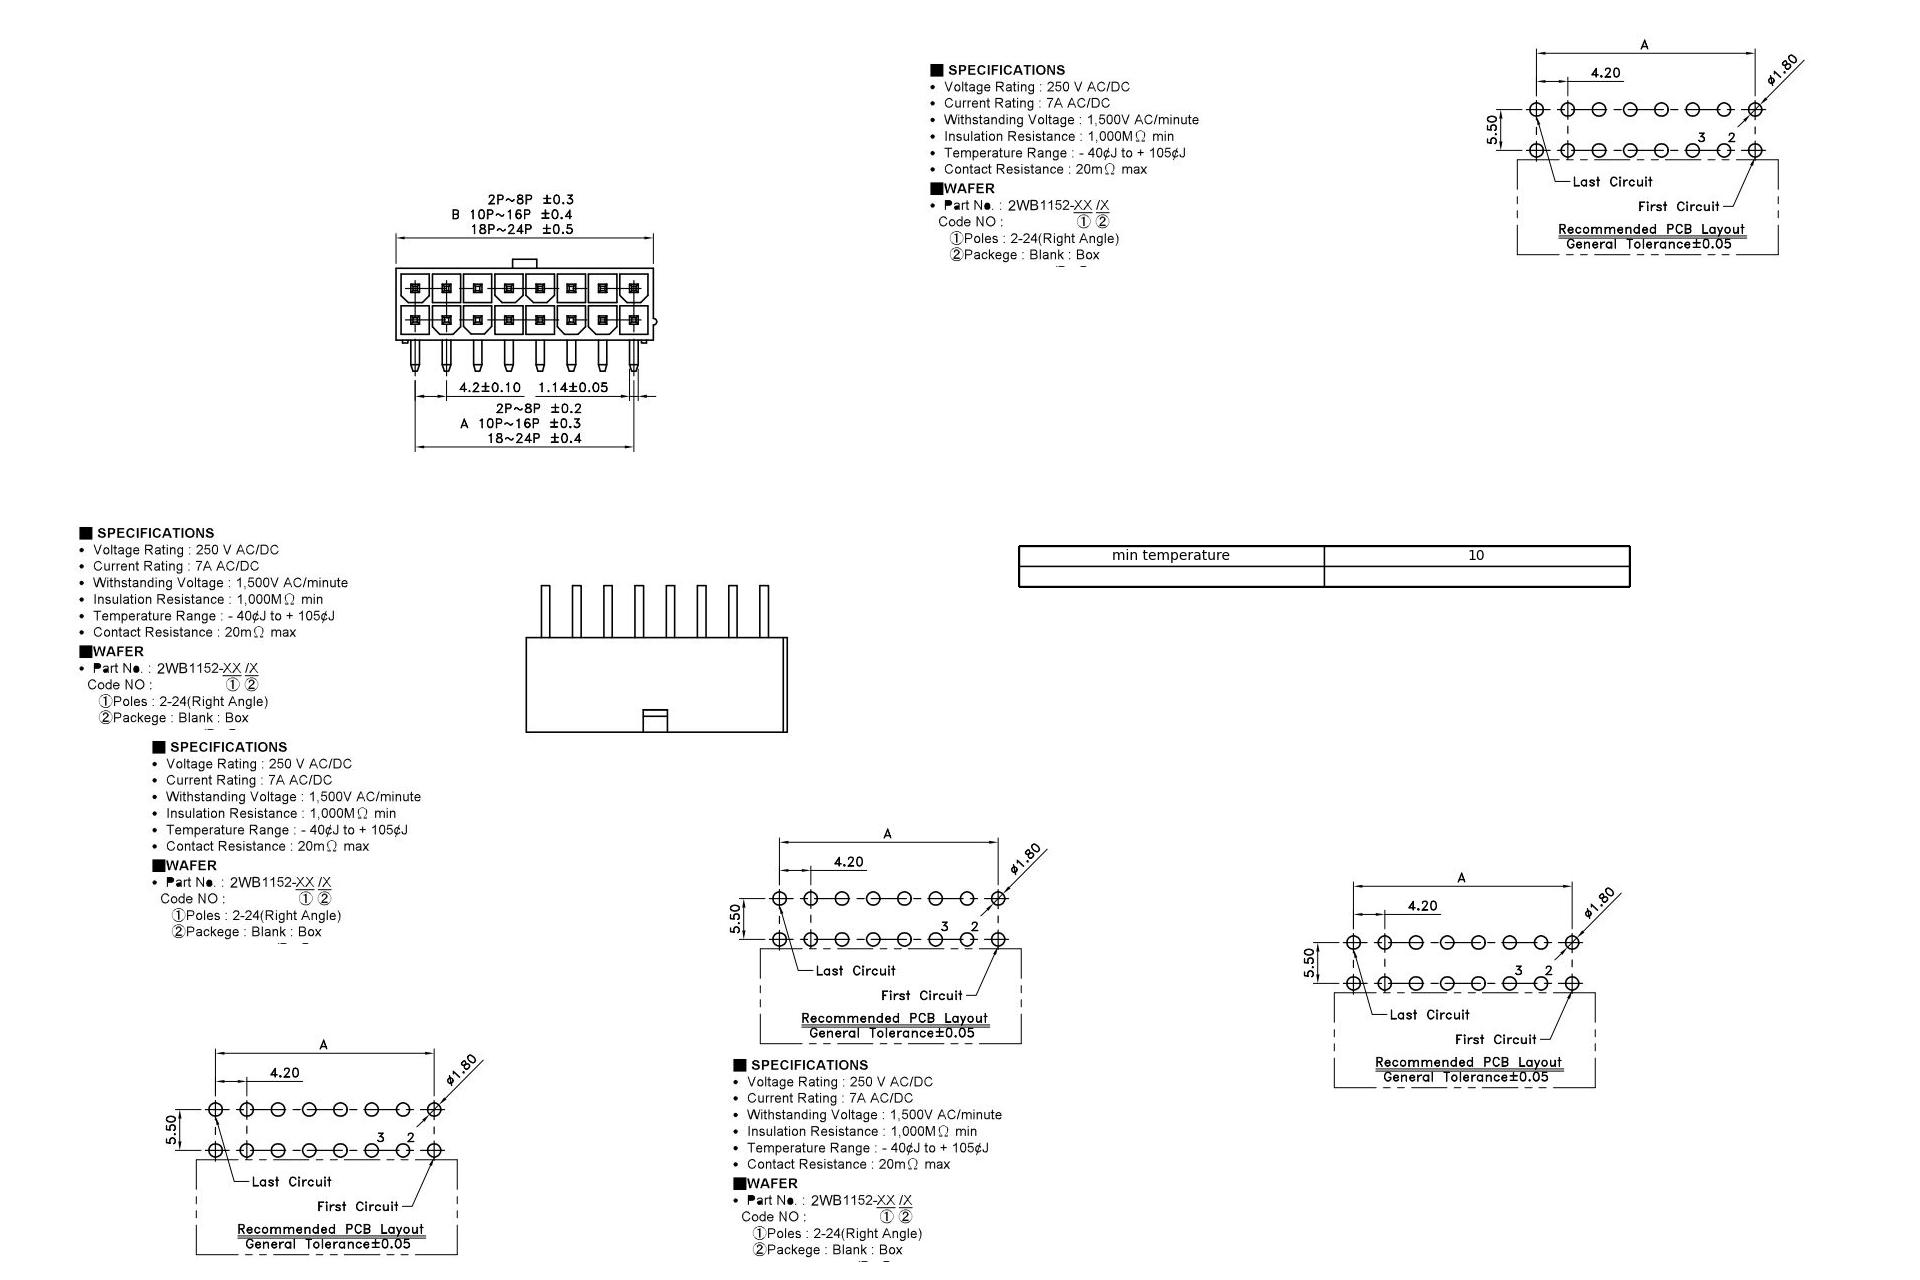 ■ SPECIFICATIONS
• Voltage Rating : 250 V AC/DC
• Current Rating : 7A AC/DC
• Withstanding Voltage : 1,500V AC/minute
• Insulation Resistance : 1,000MΩ min
• Temperature Range : - 40¢J to + 105¢J
• Contact Resistance : 20mΩ max
■WAFER
• Part No. : 2WB1152-XX /X
Code NO : ① ②
①Poles : 2-24(Right Angle)
②Packege : Blank : Box
A
4.20
ø1.80
5.50
3 2
Last Circuit
First Circuit
Recommended PCB Layout
General Tolerance±0.05
2P~8P ±0.3
B 10P~16P ±0.4
18P~24P ±0.5
4.2±0.10 1.14±0.05
2P~8P ±0.2
A 10P~16P ±0.3
18~24P ±0.4
■ SPECIFICATIONS
• Voltage Rating : 250 V AC/DC
• Current Rating : 7A AC/DC
• Withstanding Voltage : 1,500V AC/minute
• Insulation Resistance : 1,000MΩ min
• Temperature Range : - 40¢J to + 105¢J
• Contact Resistance : 20mΩ max
■WAFER
• Part No. : 2WB1152-XX /X
Code NO : ① ②
①Poles : 2-24(Right Angle)
②Packege : Blank : Box
min temperature 10
■ SPECIFICATIONS
• Voltage Rating : 250 V AC/DC
• Current Rating : 7A AC/DC
• Withstanding Voltage : 1,500V AC/minute
• Insulation Resistance : 1,000MΩ min
• Temperature Range : - 40¢J to + 105¢J
• Contact Resistance : 20mΩ max
■WAFER
• Part No. : 2WB1152-XX /X
Code NO : ① ②
①Poles : 2-24(Right Angle)
②Packege : Blank : Box
A
4.20
ø1.80
5.50
3 2
Last Circuit
First Circuit
Recommended PCB Layout
General Tolerance±0.05
A
4.20
ø1.80
5.50
3 2
Last Circuit
First Circuit
Recommended PCB Layout
General Tolerance±0.05
A
4.20
ø1.80
5.50
3 2
Last Circuit
First Circuit
Recommended PCB Layout
General Tolerance±0.05
■ SPECIFICATIONS
• Voltage Rating : 250 V AC/DC
• Current Rating : 7A AC/DC
• Withstanding Voltage : 1,500V AC/minute
• Insulation Resistance : 1,000MΩ min
• Temperature Range : - 40¢J to + 105¢J
• Contact Resistance : 20mΩ max
■WAFER
• Part No. : 2WB1152-XX /X
Code NO : ① ②
①Poles : 2-24(Right Angle)
②Packege : Blank : Box